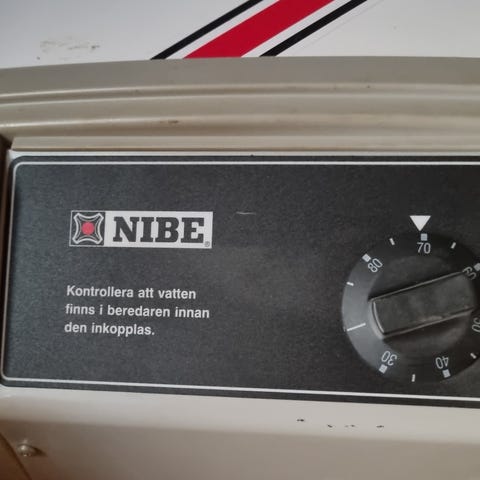 NIBE
Kontrollera att vatten
finns i beredaren innan
den inkopplas.
70
80
60
50
40
30